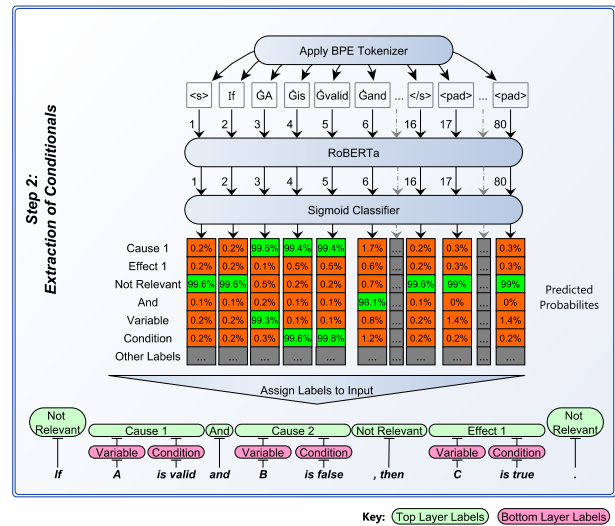 Step 2:
Extraction of Conditionals
Apply BPE Tokenizer
<s> If ĠA Ġis Ġvalid Ġand ... </s> <pad> ... <pad>
1 2 3 4 5 6 16 17 80
RoBERTa
1 2 3 4 5 6 16 17 80
Sigmoid Classifier
Cause 1 0.2% 0.2% 99.6% 99.4% 99.4% 1.7% ... 0.2% 0.3% ... 0.3%
Effect 1 0.2% 0.2% 0.1% 0.5% 0.5% 0.6% ... 0.2% 0.3% ... 0.3%
Not Relevant 99.6% 99.6% 0.5% 0.2% 0.2% 0.7% ... 99.6% 99% ... 99%
And 0.1% 0.1% 0.2% 0.1% 0.1% 98.1% ... 0.1% 0% ... 0%
Variable 0.2% 0.2% 99.3% 0.1% 0.1% 0.8% ... 0.2% 1.4% ... 1.4%
Condition 0.2% 0.2% 0.3% 99.8% 99.8% 1.2% ... 0.2% 0.2% ... 0.2%
Other Labels ... ... ... ... ... ... ... ... ... ... ...
Predicted
Probabilites
Assign Labels to Input
Not
Relevant
Cause 1 And Cause 2 Not Relevant Effect 1
Not
Relevant
Variable Condition Variable Condition Variable Condition
If A is valid and B is false , then C is true .
Key: Top Layer Labels Bottom Layer Labels